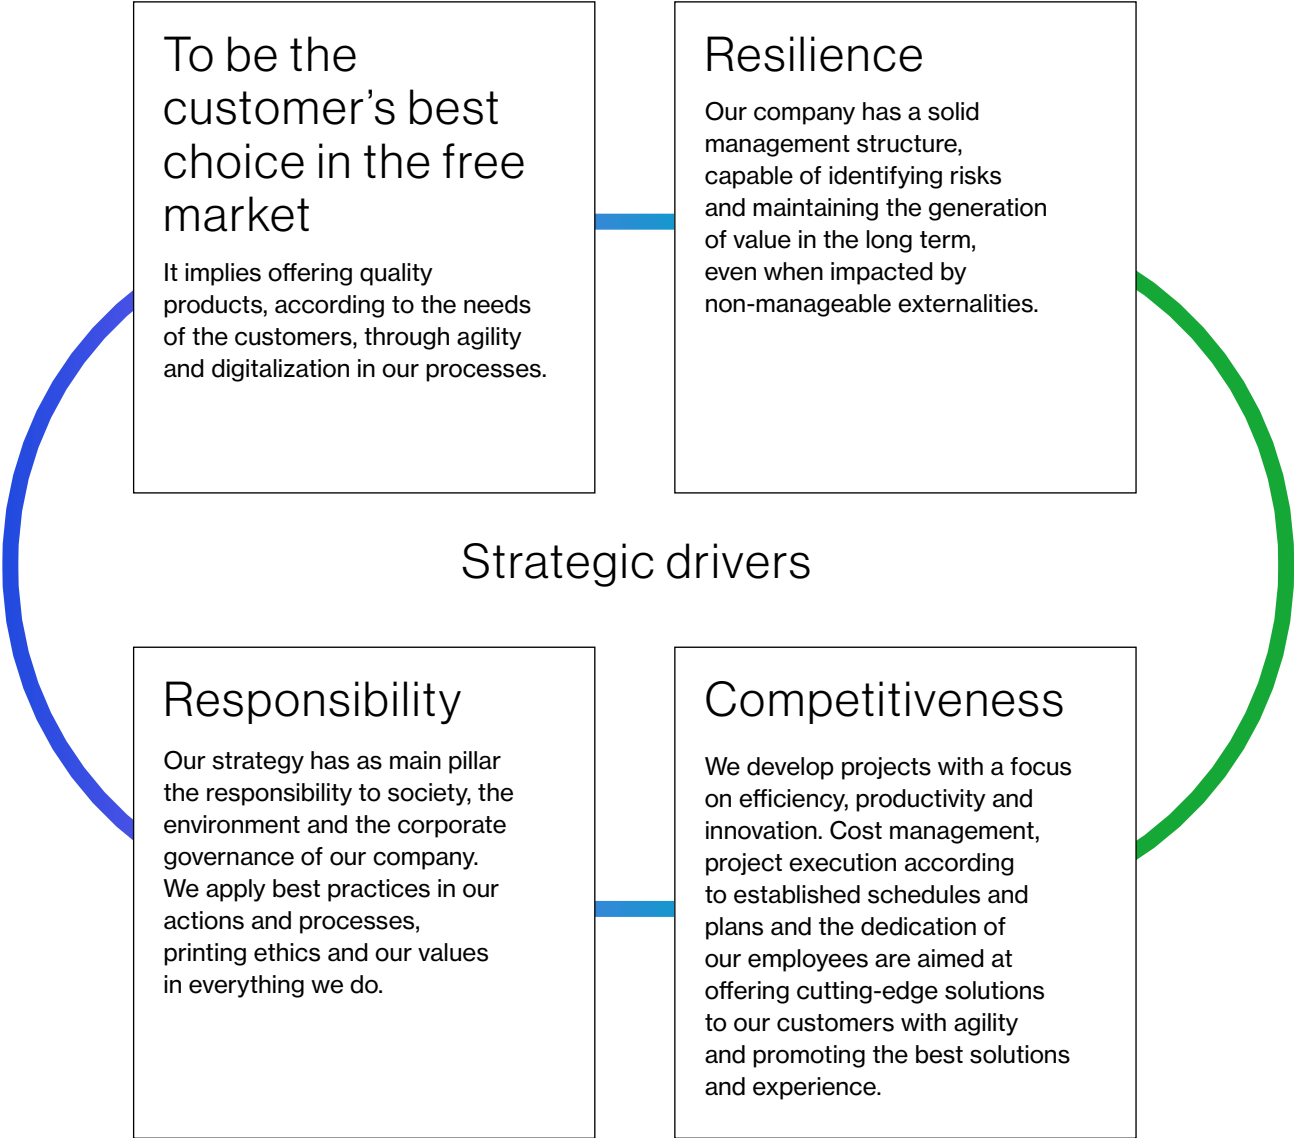 To be the
customer’s best
choice in the free
market
It implies offering quality
products, according to the needs
of the customers, through agility
and digitalization in our processes.
Resilience
Our company has a solid
management structure,
capable of identifying risks
and maintaining the generation
of value in the long term,
even when impacted by
non-manageable externalities.
Strategic drivers
Responsibility
Our strategy has as main pillar
the responsibility to society, the
environment and the corporate
governance of our company.
We apply best practices in our
actions and processes,
printing ethics and our values
in everything we do.
Competitiveness
We develop projects with a focus
on efficiency, productivity and
innovation. Cost management,
project execution according
to established schedules and
plans and the dedication of
our employees are aimed at
offering cutting-edge solutions
to our customers with agility
and promoting the best solutions
and experience.